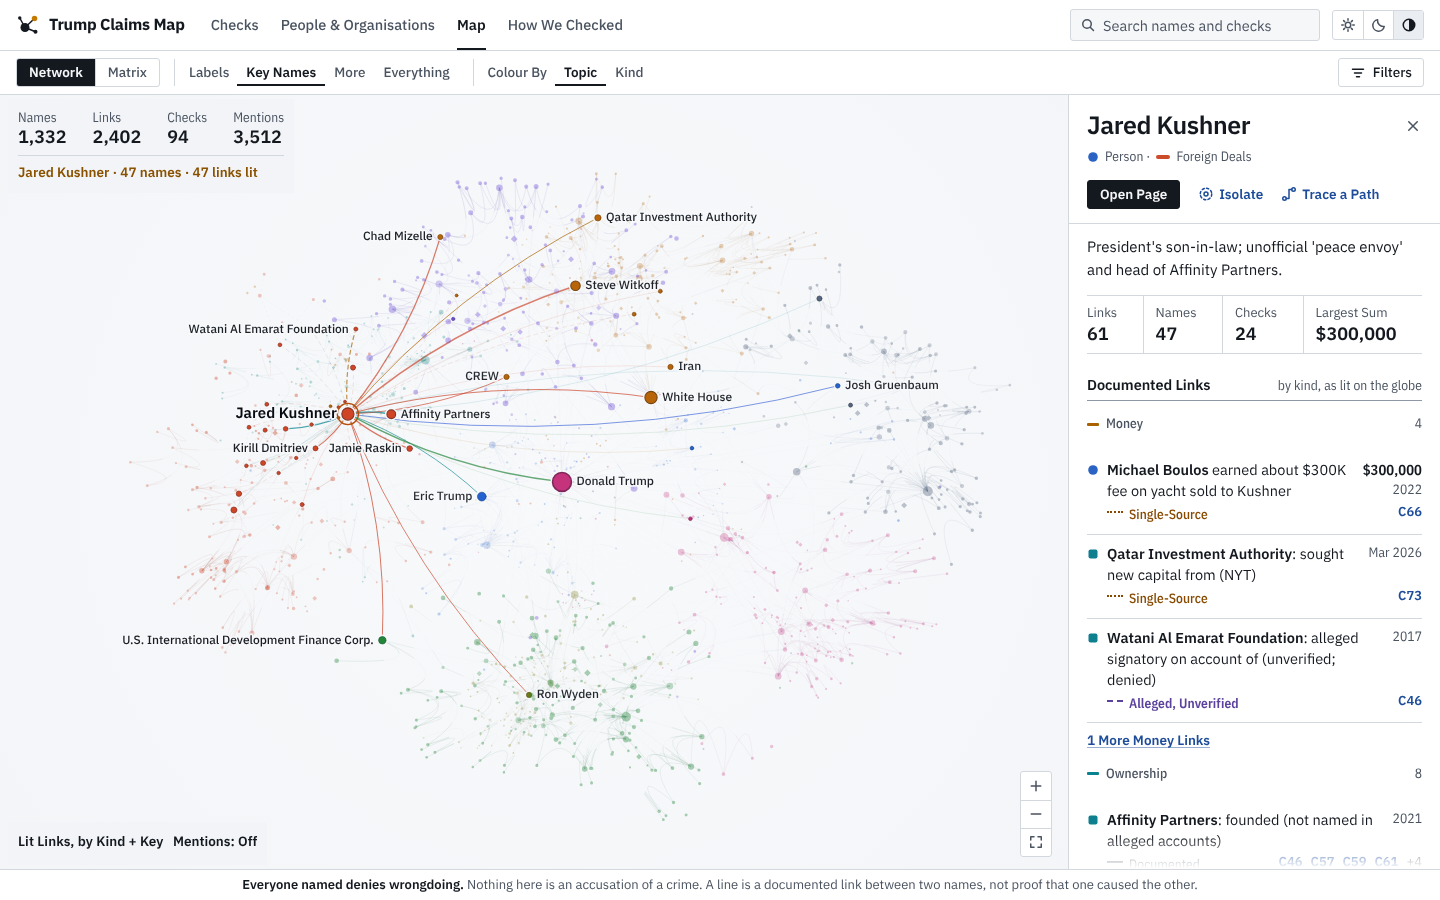 Trump Claims Map
Checks
People & Organisations
Map
How We Checked
Search names and checks
Network
Matrix
Labels
Key Names
More
Everything
Colour By
Topic
Kind
Filters
Names
Links
Checks
Mentions
1,332
2,402
94
3,512
Jared Kushner · 47 names · 47 links lit
Qatar Investment Authority
Chad Mizelle
Steve Witkoff
Watani Al Emarat Foundation
Iran
CREW
Josh Gruenbaum
White House
Jared Kushner
Affinity Partners
Kirill Dmitriev
Jamie Raskin
Donald Trump
Eric Trump
U.S. International Development Finance Corp.
Ron Wyden
Lit Links, by Kind + Key
Mentions: Off
Jared Kushner
Person ·
Foreign Deals
Open Page
Isolate
Trace a Path
President's son-in-law; unofficial 'peace envoy'
and head of Affinity Partners.
Links
Names
Checks
Largest Sum
61
47
24
$300,000
Documented Links
by kind, as lit on the globe
Money
4
Michael Boulos earned about $300K
$300,000
fee on yacht sold to Kushner
2022
Single-Source
C66
Qatar Investment Authority: sought
Mar 2026
new capital from (NYT)
Single-Source
C73
Watani Al Emarat Foundation: alleged
2017
signatory on account of (unverified;
denied)
Alleged, Unverified
C46
1 More Money Links
Ownership
8
Affinity Partners: founded (not named in
2021
alleged accounts)
Documented
C46 C57 C59 C61 +4
Everyone named denies wrongdoing. Nothing here is an accusation of a crime. A line is a documented link between two names, not proof that one caused the other.